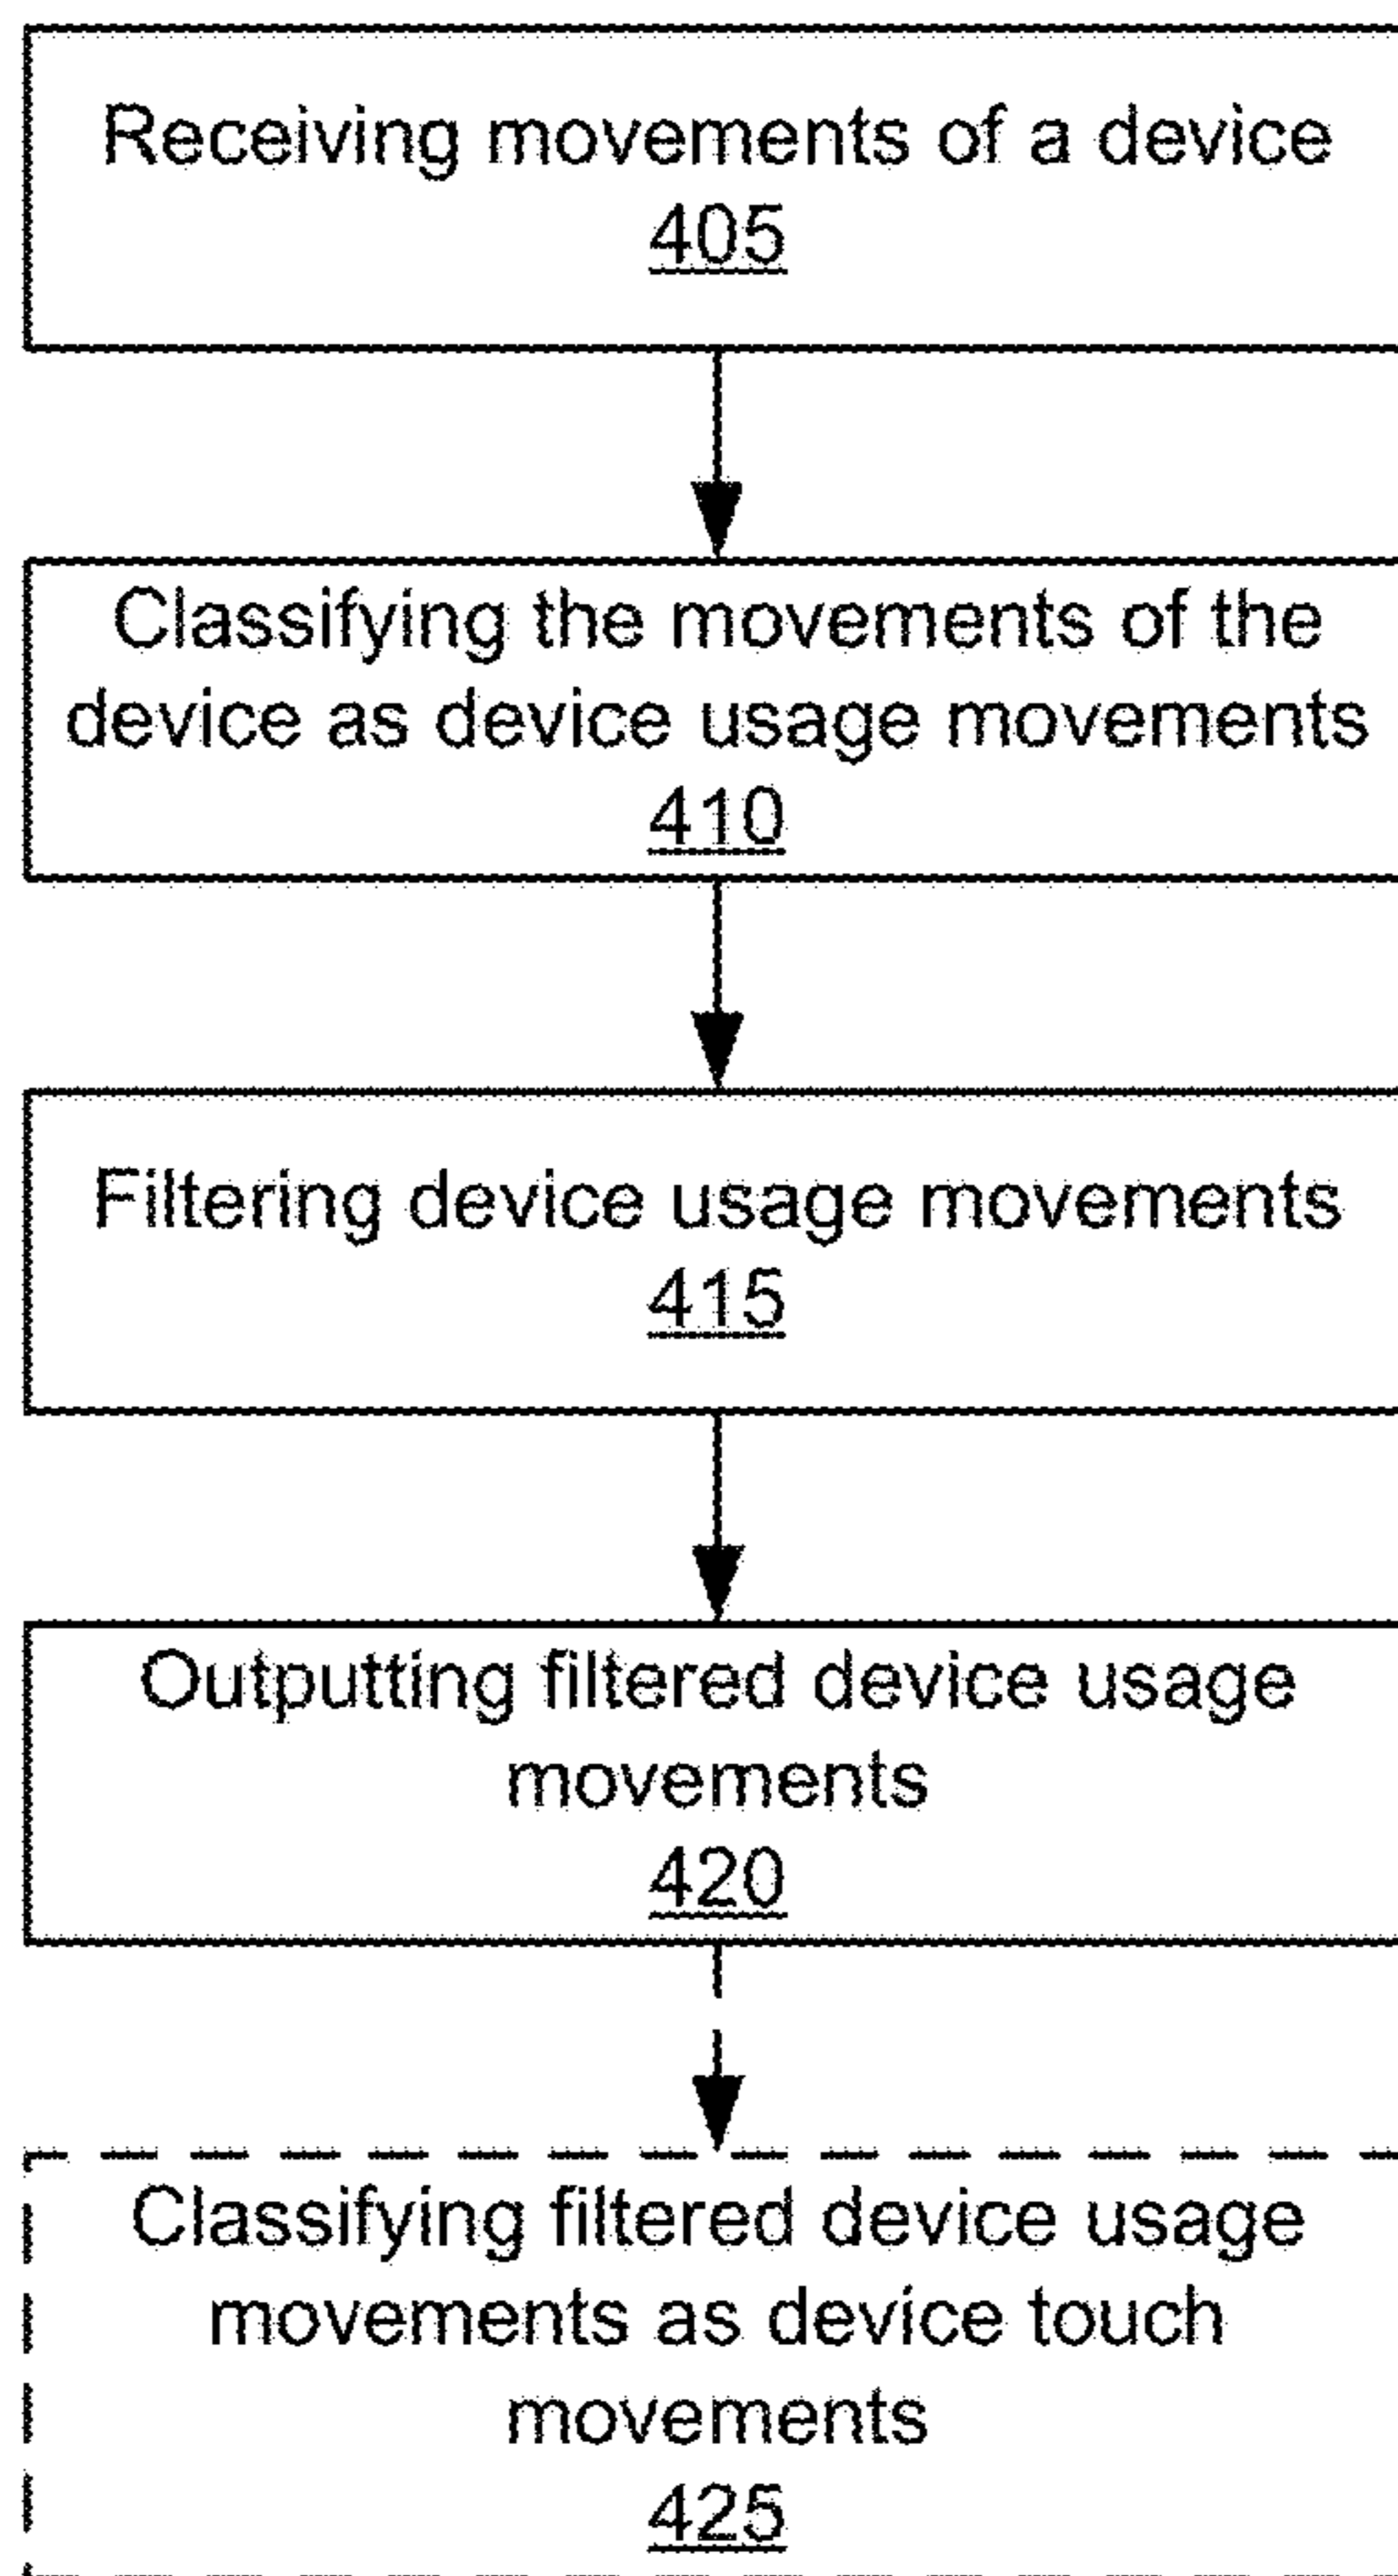 Receiving movements of a device
405
Classifying the movements of the
device as device usage movements
410
Filtering device usage movements
415
Outputting filtered device usage
movements
420
Classifying filtered device usage
movements as device touch
movements
425